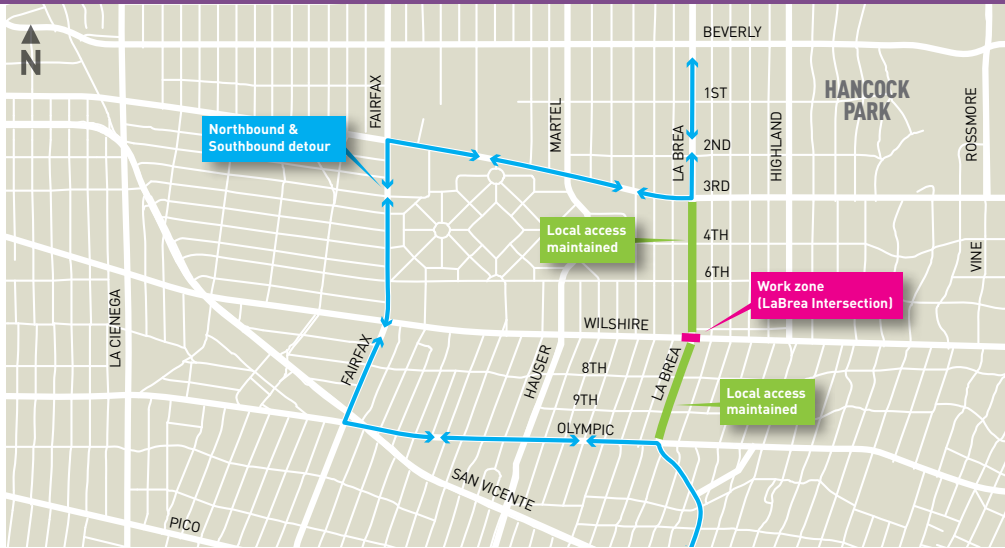 BEVERLY
N
1ST
HANCOCK
PARK
FAIRFAX
MARTEL
LA BREA
HIGHLAND
ROSSMORE
Northbound &
Southbound detour
2ND
3RD
Local access
maintained
4TH
VINE
6TH
Work zone
(LaBrea Intersection)
LA CIENEGA
WILSHIRE
FAIRFAX
HAUSER
8TH
LA BREA
9TH
Local access
maintained
OLYMPIC
SAN VICENTE
PICO